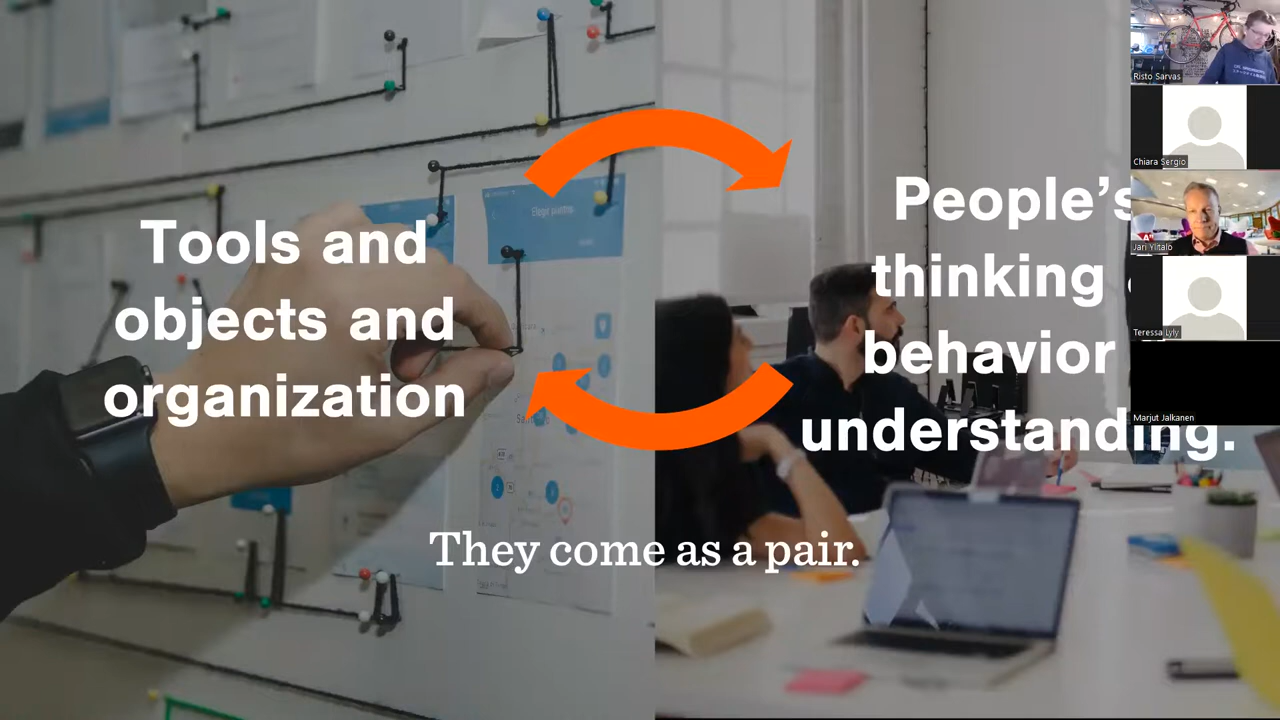 Tools and
objects and
organization
People's
thinking
behavior
understanding.
They come as a pair.
Risto Sarvas
Chiara Sergio
Jari Ylitalo
Teressa Lyly
Marjut Jalkanen